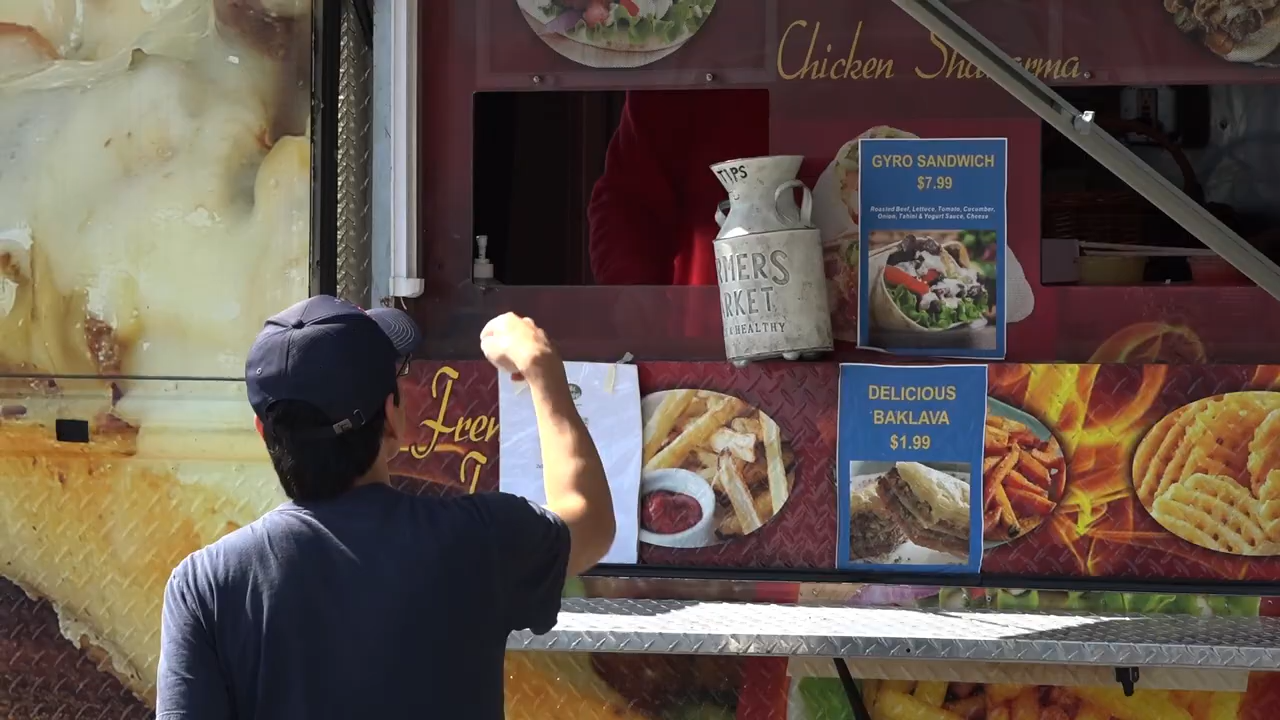 Chicken Shawarma
TIPS
GYRO SANDWICH
$7.99
Roasted Beef, Lettuce, Tomato, Cucumber,
Onion, Tahini & Yogurt Sauce, Cheese
RMERS
RKET
& HEALTHY
Fren
DELICIOUS
BAKLAVA
$1.99